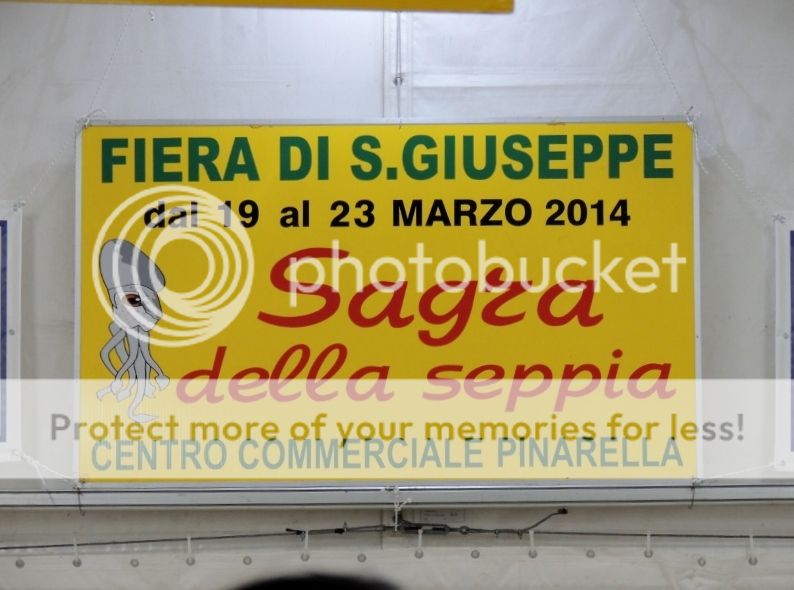 FIERA DI S.GIUSEPPE
dal 19 al 23 MARZO 2014
photobucket
Sagra
della seppia
Protect more of your memories for less!
CENTRO COMMERCIALE PINARELLA